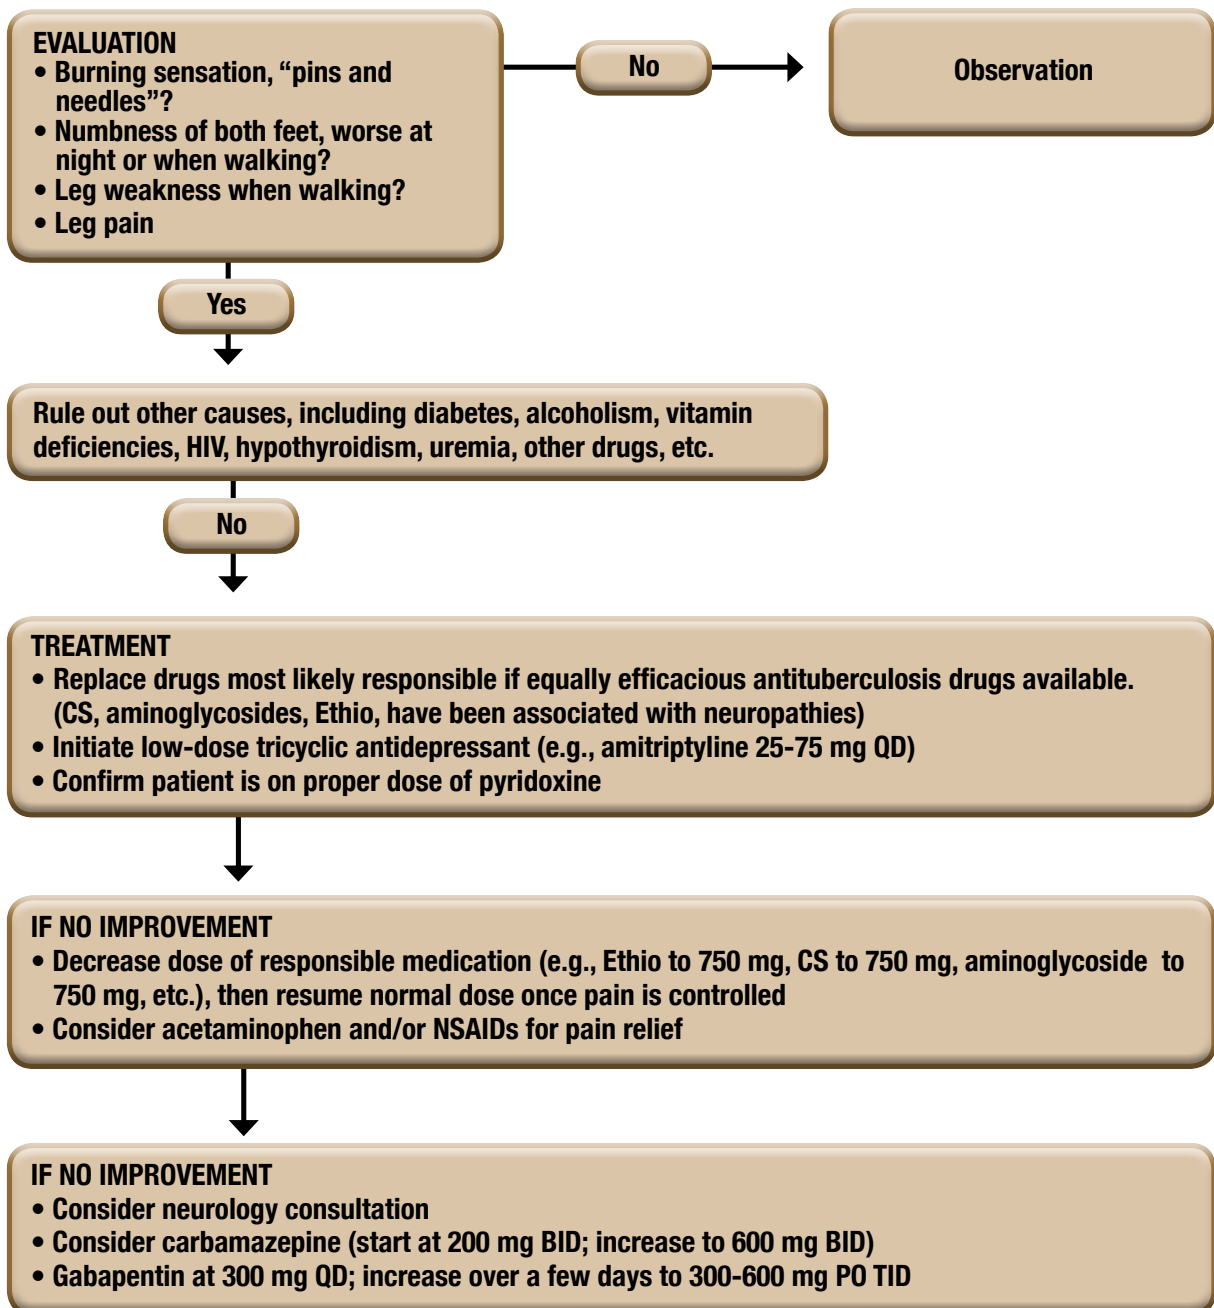 EVALUATION
• Burning sensation, “pins and
needles”?
• Numbness of both feet, worse at
night or when walking?
• Leg weakness when walking?
• Leg pain
No
Observation
Yes
Rule out other causes, including diabetes, alcoholism, vitamin
deficiencies, HIV, hypothyroidism, uremia, other drugs, etc.
No
TREATMENT
• Replace drugs most likely responsible if equally efficacious antituberculosis drugs available.
(CS, aminoglycosides, Ethio, have been associated with neuropathies)
• Initiate low-dose tricyclic antidepressant (e.g., amitriptyline 25-75 mg QD)
• Confirm patient is on proper dose of pyridoxine
IF NO IMPROVEMENT
• Decrease dose of responsible medication (e.g., Ethio to 750 mg, CS to 750 mg, aminoglycoside to
750 mg, etc.), then resume normal dose once pain is controlled
• Consider acetaminophen and/or NSAIDs for pain relief
IF NO IMPROVEMENT
• Consider neurology consultation
• Consider carbamazepine (start at 200 mg BID; increase to 600 mg BID)
• Gabapentin at 300 mg QD; increase over a few days to 300-600 mg PO TID